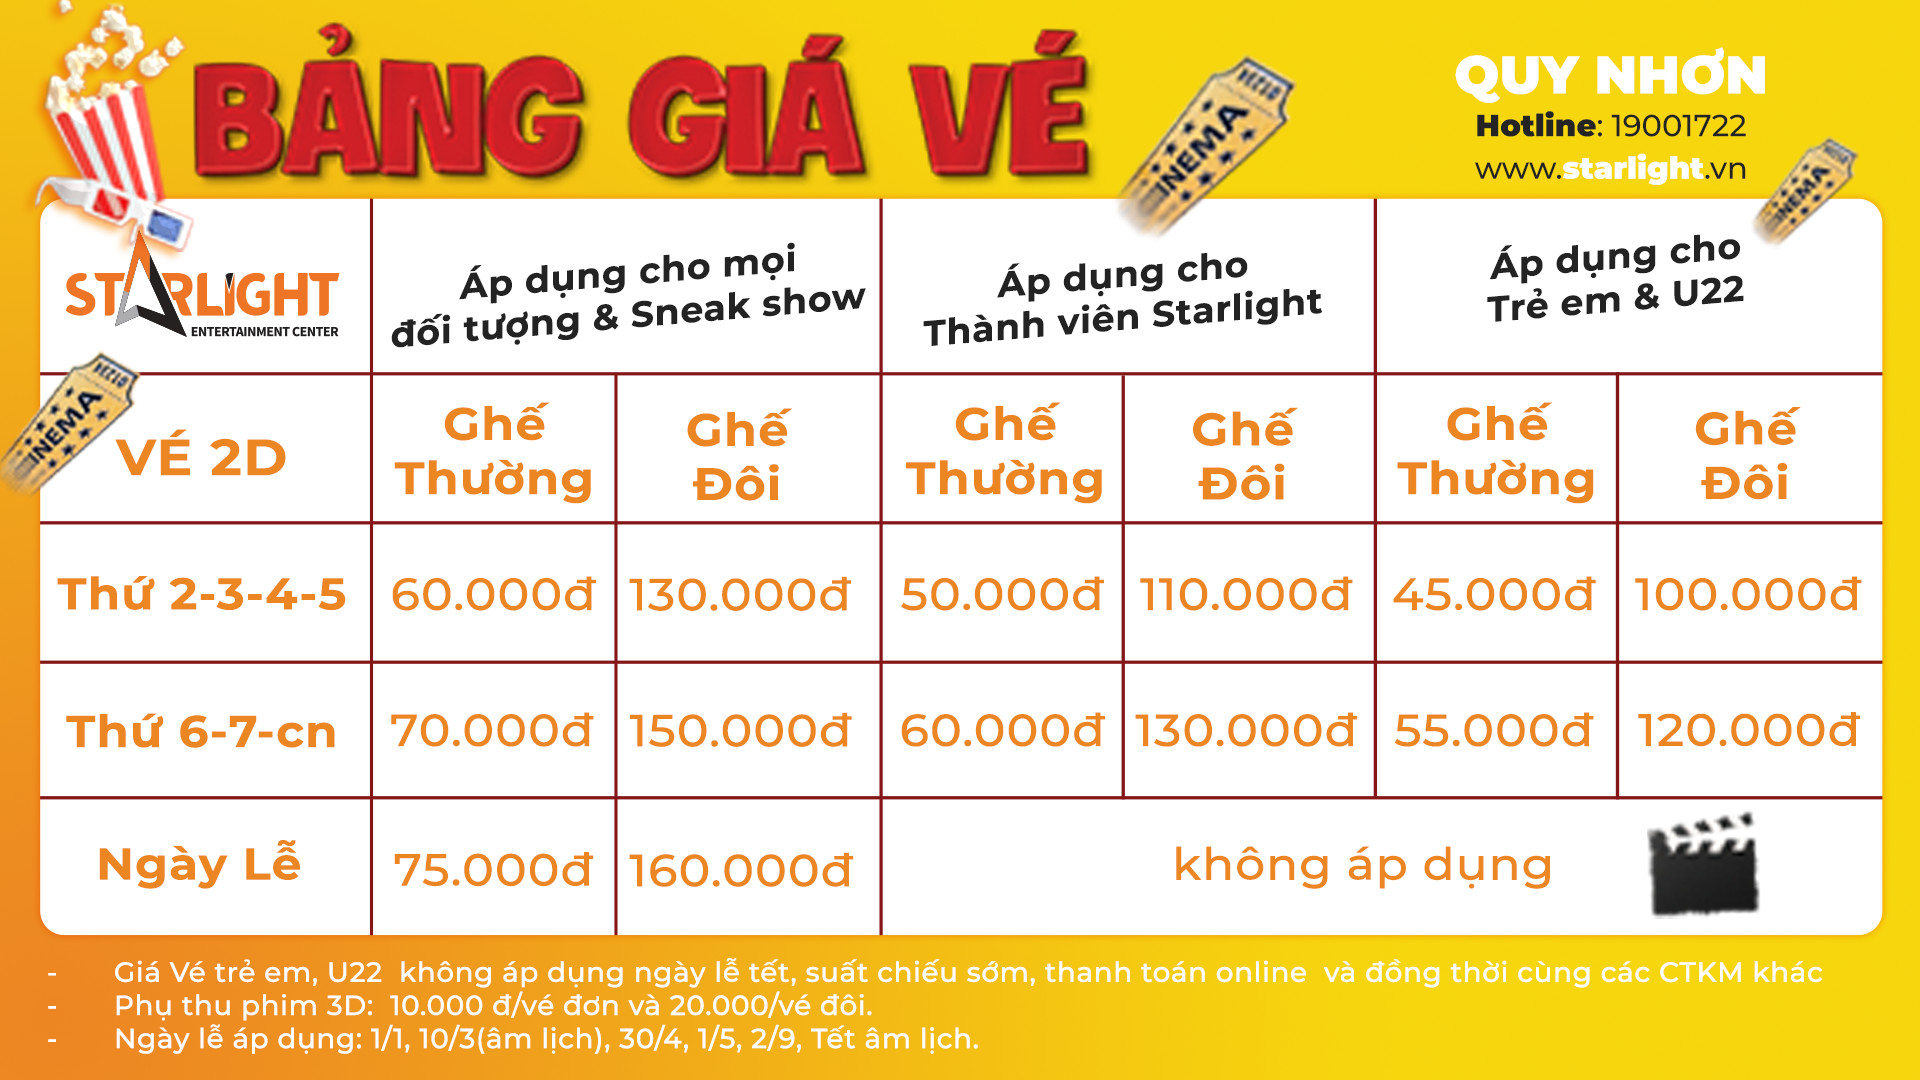 BẢNG GIÁ VÉ
QUY NHƠN
Hotline: 19001722
www.starlight.vn
CINEMA
STARLIGHT
ENTERTAINMENT CENTER
Áp dụng cho mọi
đối tượng & Sneak show
Áp dụng cho
Thành viên Starlight
Áp dụng cho
Trẻ em & U22
VÉ 2D
Ghế
Thường
Ghế
Đôi
Ghế
Thường
Ghế
Đôi
Ghế
Thường
Ghế
Đôi
Thứ 2-3-4-5 60.000đ 130.000đ 50.000đ 110.000đ 45.000đ 100.000đ
Thứ 6-7-cn 70.000đ 150.000đ 60.000đ 130.000đ 55.000đ 120.000đ
Ngày Lễ 75.000đ 160.000đ không áp dụng
- Giá Vé trẻ em, U22 không áp dụng ngày lễ tết, suất chiếu sớm, thanh toán online và đồng thời cùng các CTKM khác
- Phụ thu phim 3D: 10.000 đ/vé đơn và 20.000/vé đôi.
- Ngày lễ áp dụng: 1/1, 10/3(âm lịch), 30/4, 1/5, 2/9, Tết âm lịch.